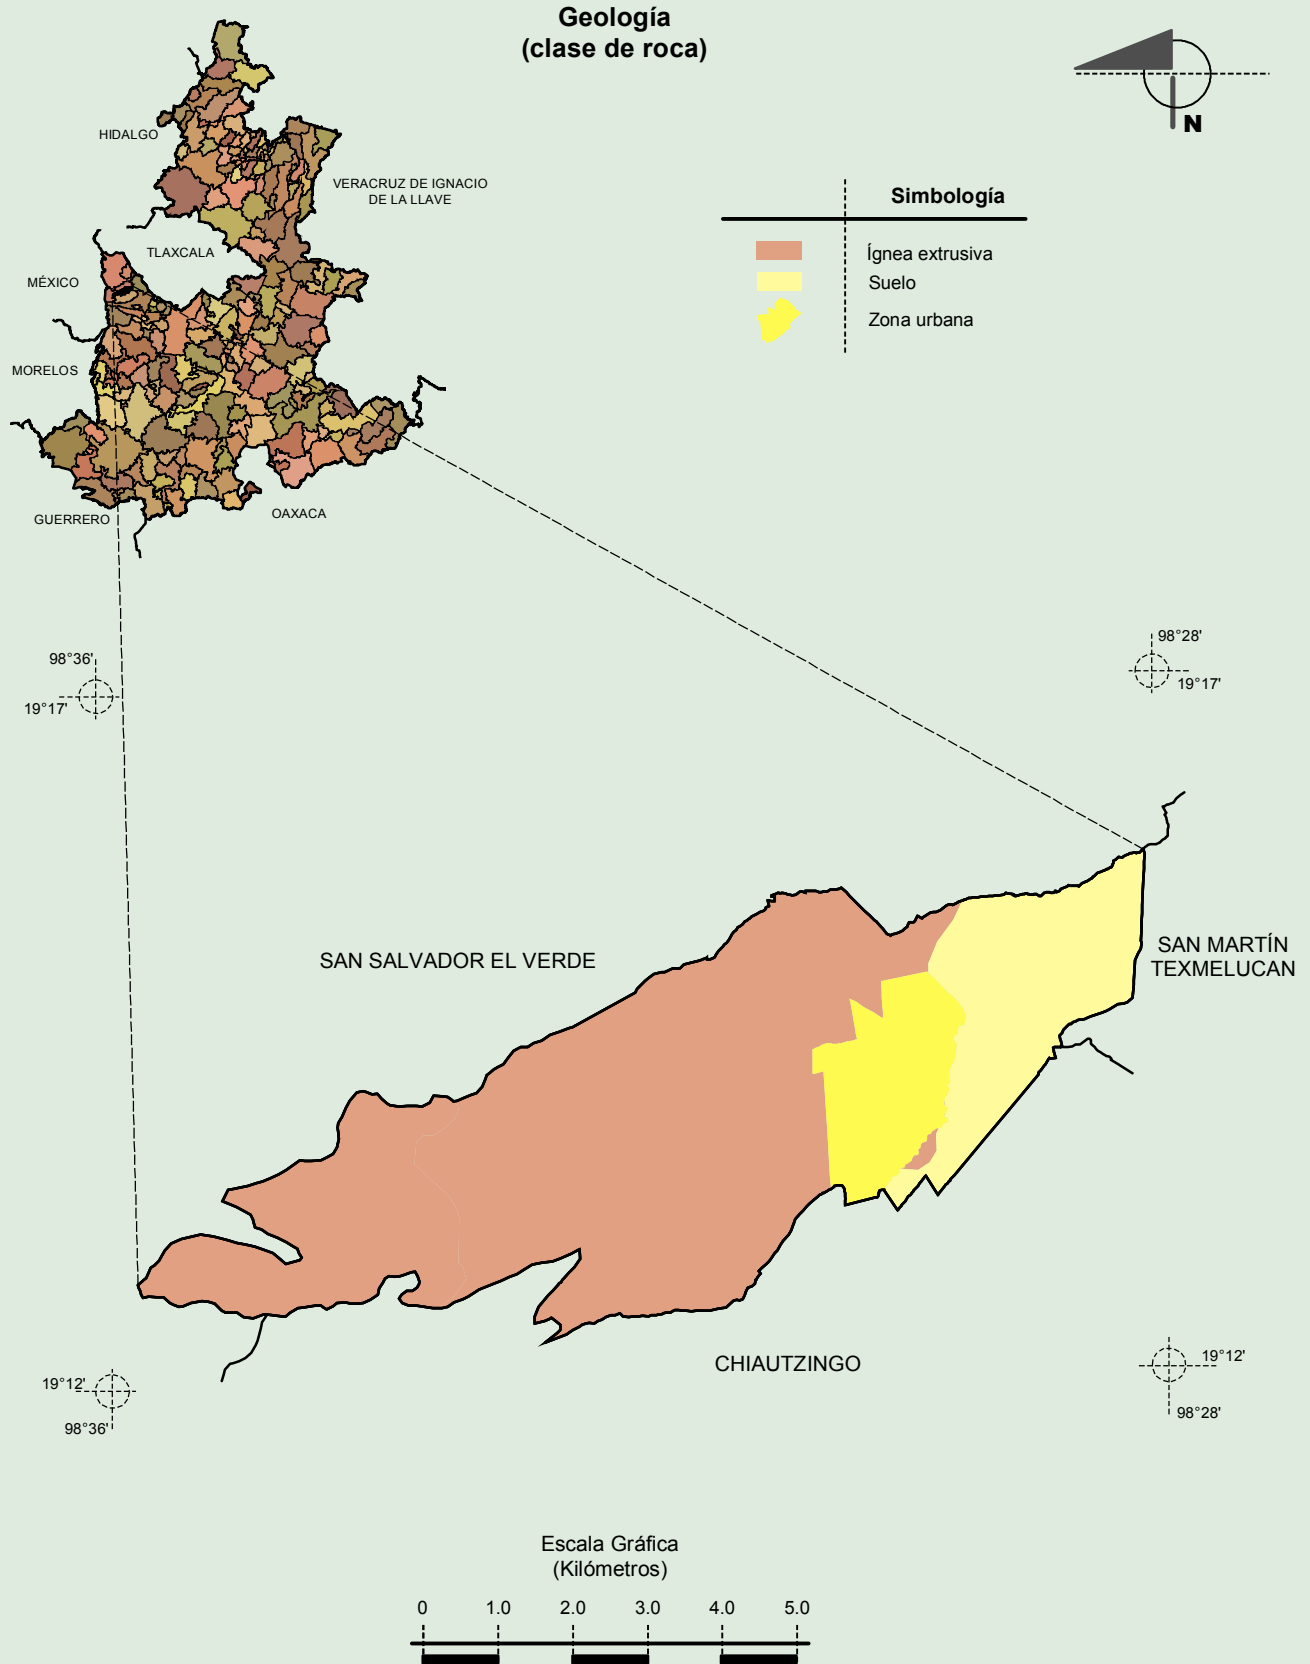 Geología
(clase de roca)
N
HIDALGO
VERACRUZ DE IGNACIO
DE LA LLAVE
TLAXCALA
MÉXICO
MORELOS
GUERRERO
OAXACA
Simbología
Ígnea extrusiva
Suelo
Zona urbana
98°36'
19°17'
98°28'
19°17'
SAN SALVADOR EL VERDE
SAN MARTÍN
TEXMELUCAN
CHIAUTZINGO
19°12'
98°36'
19°12'
98°28'
Escala Gráfica
(Kilómetros)
0 1.0 2.0 3.0 4.0 5.0